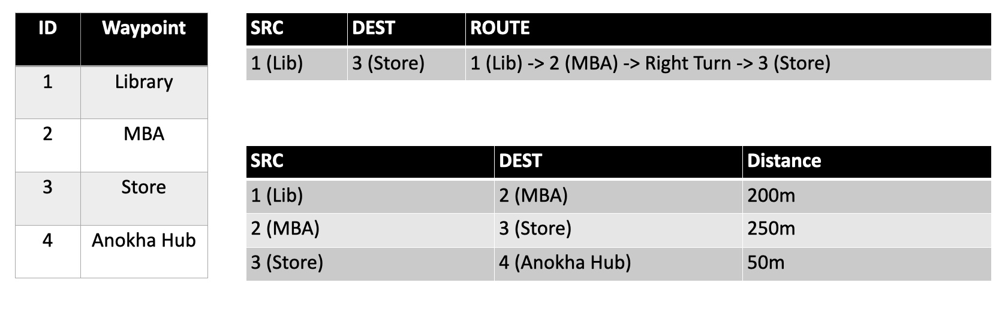 ID Waypoint
1 Library
2 MBA
3 Store
4 Anokha Hub
SRC DEST ROUTE
1 (Lib) 3 (Store) 1 (Lib) -> 2 (MBA) -> Right Turn -> 3 (Store)
SRC DEST Distance
1 (Lib) 2 (MBA) 200m
2 (MBA) 3 (Store) 250m
3 (Store) 4 (Anokha Hub) 50m